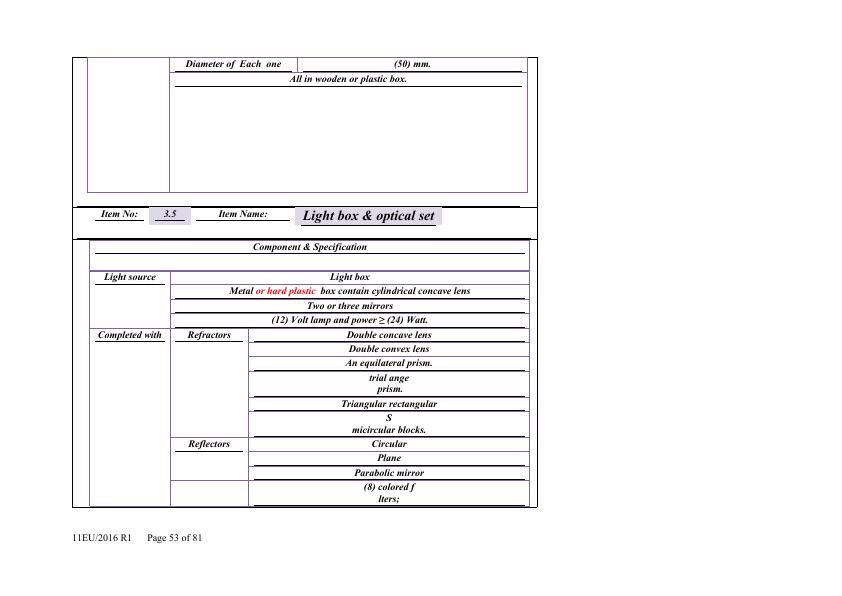 Diameter of Each one (50) mm.
All in wooden or plastic box.
Item No: 3.5 Item Name: Light box & optical set
Component & Specification
Light source Light box
Metal or hard plastic box contain cylindrical concave lens
Two or three mirrors
(12) Volt lamp and power ≥ (24) Watt.
Completed with Refractors Double concave lens
Double convex lens
An equilateral prism.
trial ange
prism.
Triangular rectangular
S
micircular blocks.
Reflectors Circular
Plane
Parabolic mirror
(8) colored f
lters;
11EU/2016 R1 Page 53 of 81